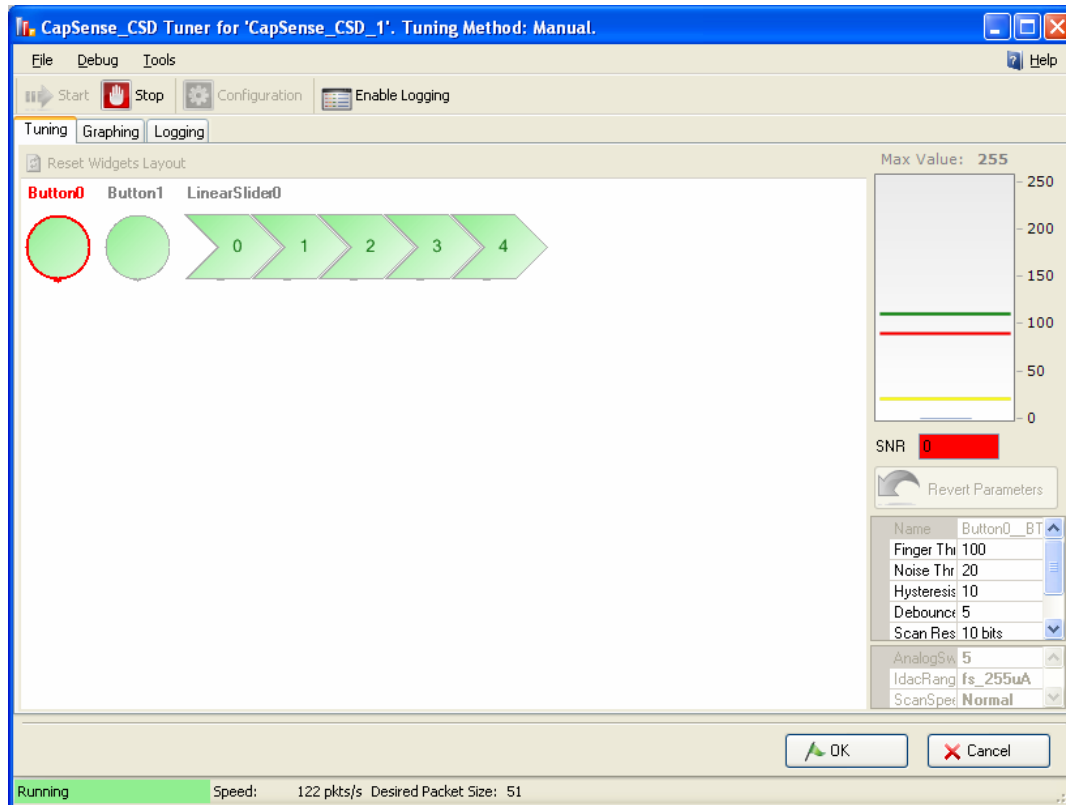 CapSense_CSD Tuner for 'CapSense_CSD_1'. Tuning Method: Manual.
File Debug Tools Help
Start Stop Configuration Enable Logging
Tuning Graphing Logging
Reset Widgets Layout
Max Value: 255
Button0 Button1 LinearSlider0
0 1 2 3 4
250
200
150
100
50
0
SNR 0
Revert Parameters
Name Button0__BT
Finger Thr 100
Noise Thr 20
Hysteresis 10
Debounce 5
Scan Res 10 bits
AnalogSw 5
IdacRang fs_255uA
ScanSpee Normal
OK Cancel
Running Speed: 122 pkts/s Desired Packet Size: 51